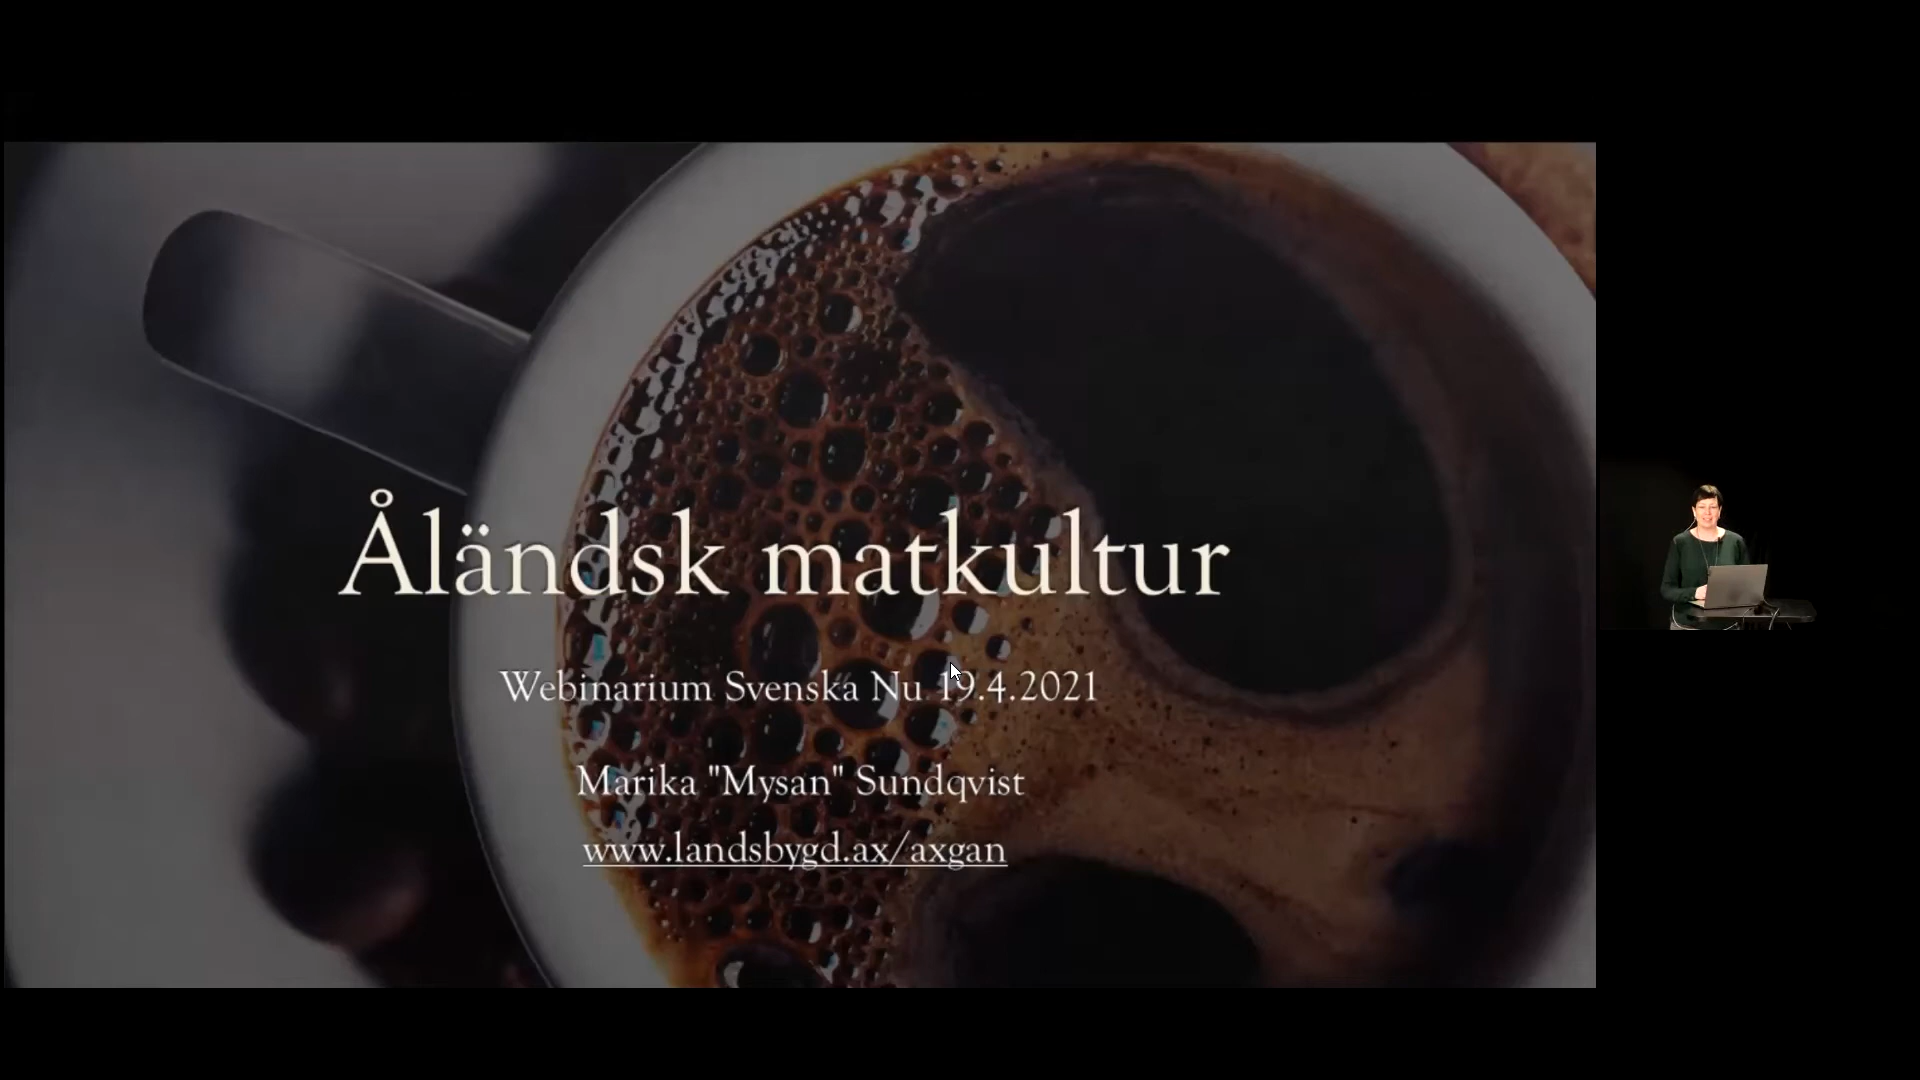 Åländsk matkultur
Webinarium Svenska Nu 19.4.2021
Marika "Mysan" Sundqvist
www.landsbygd.ax/axgan